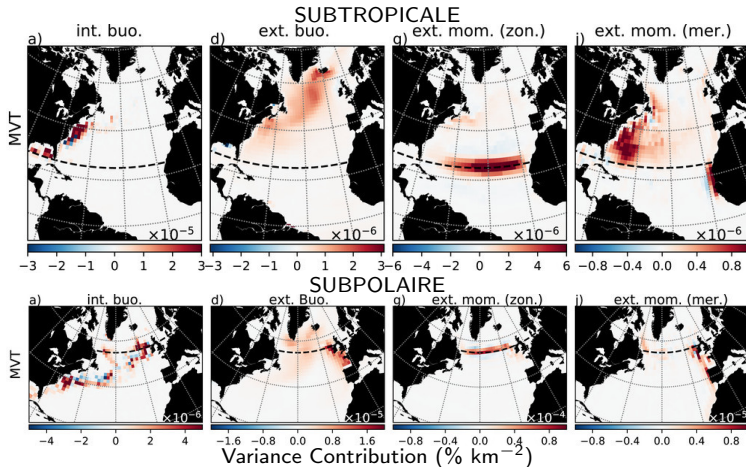 SUBTROPICALE
a) int. buo. d) ext. buo. g) ext. mom. (zon.) j) ext. mom. (mer.)
MVT
×10−5 ×10−6 ×10−6 ×10−6
−3 −2 −1 0 1 2 3 −3 −2 −1 0 1 2 3 −6 −4 −2 0 2 4 6 −0.8 −0.4 0.0 0.4 0.8
SUBPOLAIRE
a) int. buo. d) ext. Buo. g) ext. mom. (zon.) j) ext. mom. (mer.)
MVT
×10−6 ×10−5 ×10−4 ×10−5
−4 −2 0 2 4 −1.6 −0.8 0.0 0.8 1.6 −0.8 −0.4 0.0 0.4 0.8 −0.8 −0.4 0.0 0.4 0.8
Variance Contribution (% km−2)